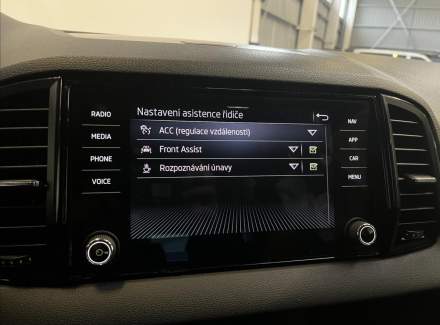 Nastavení asistence řidiče
RADIO
MEDIA
PHONE
VOICE
ACC (regulace vzdálenosti)
Front Assist
Rozpoznávání únavy
NAV
APP
CAR
MENU